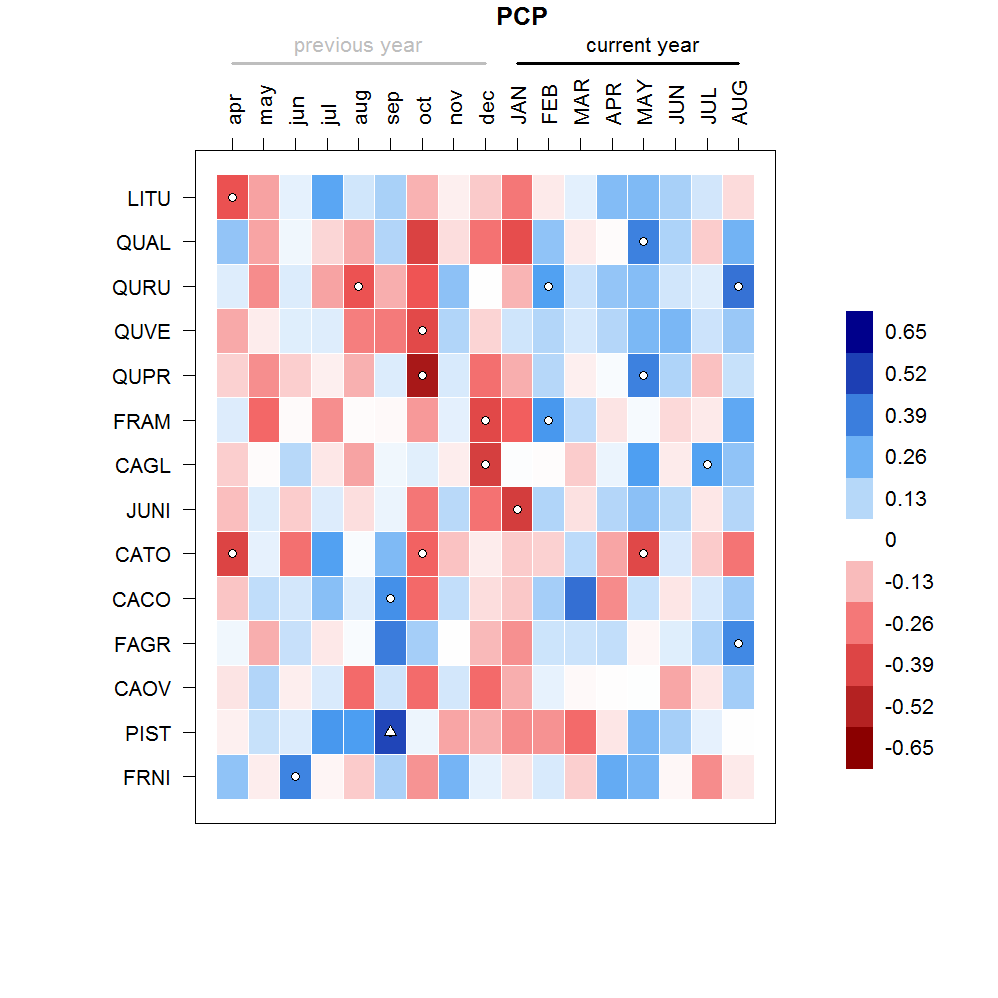 PCP
previous year current year
apr may jun jul aug sep oct nov dec JAN FEB MAR APR MAY JUN JUL AUG
LITU
QUAL
QURU
QUVE
QUPR
FRAM
CAGL
JUNI
CATO
CACO
FAGR
CAOV
PIST
FRNI
0.65
0.52
0.39
0.26
0.13
0
-0.13
-0.26
-0.39
-0.52
-0.65